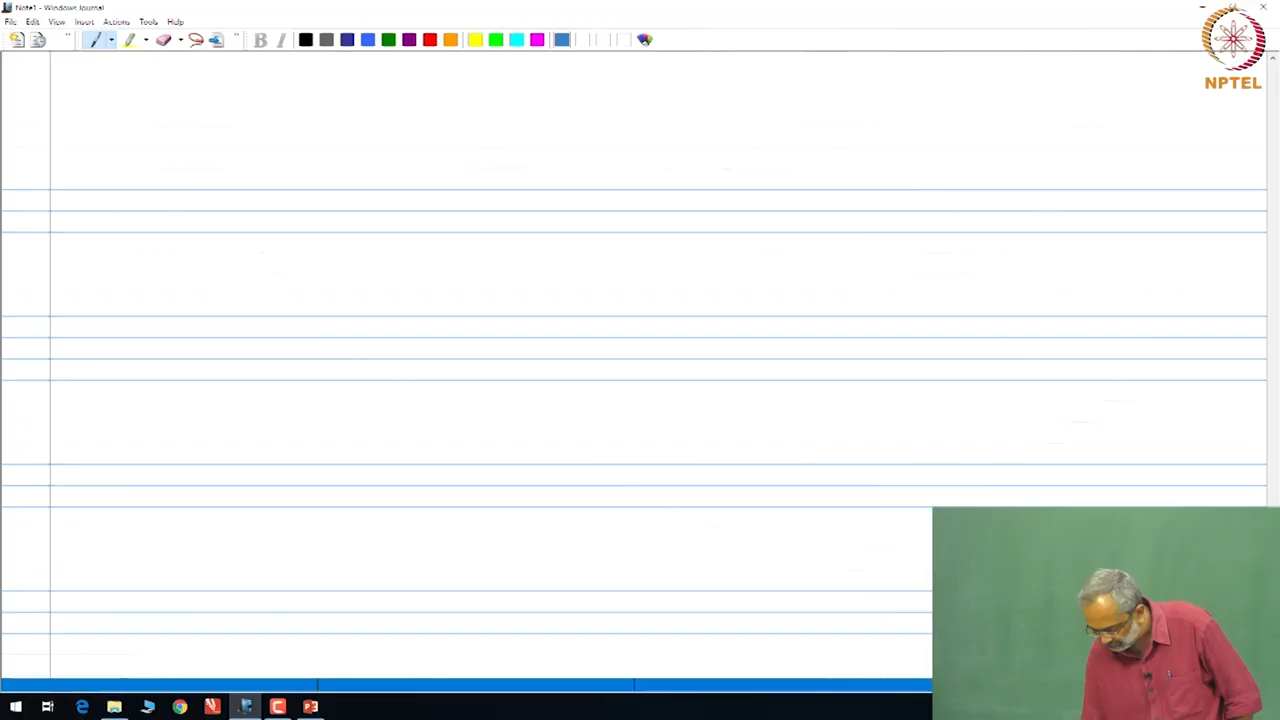 Note1 - Windows Journal
File Edit View Insert Actions Tools Help
B I
NPTEL